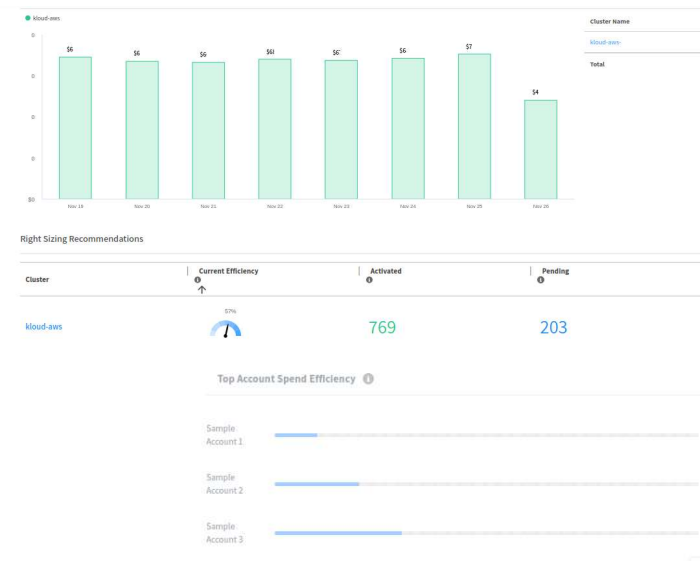 kloud-aws
Cluster Name
kloud-aws
Total
0
0
0
0
$0
$6
$6
$6
$6
$6
$6
$7
$4
Nov 20
Nov 21
Nov 22
Nov 23
Nov 24
Nov 25
Nov 26
Right Sizing Recommendations
Cluster
Current Efficiency
Activated
Pending
kloud-aws
57%
769
203
Top Account Spend Efficiency
Sample
Account 1
Sample
Account 2
Sample
Account 3